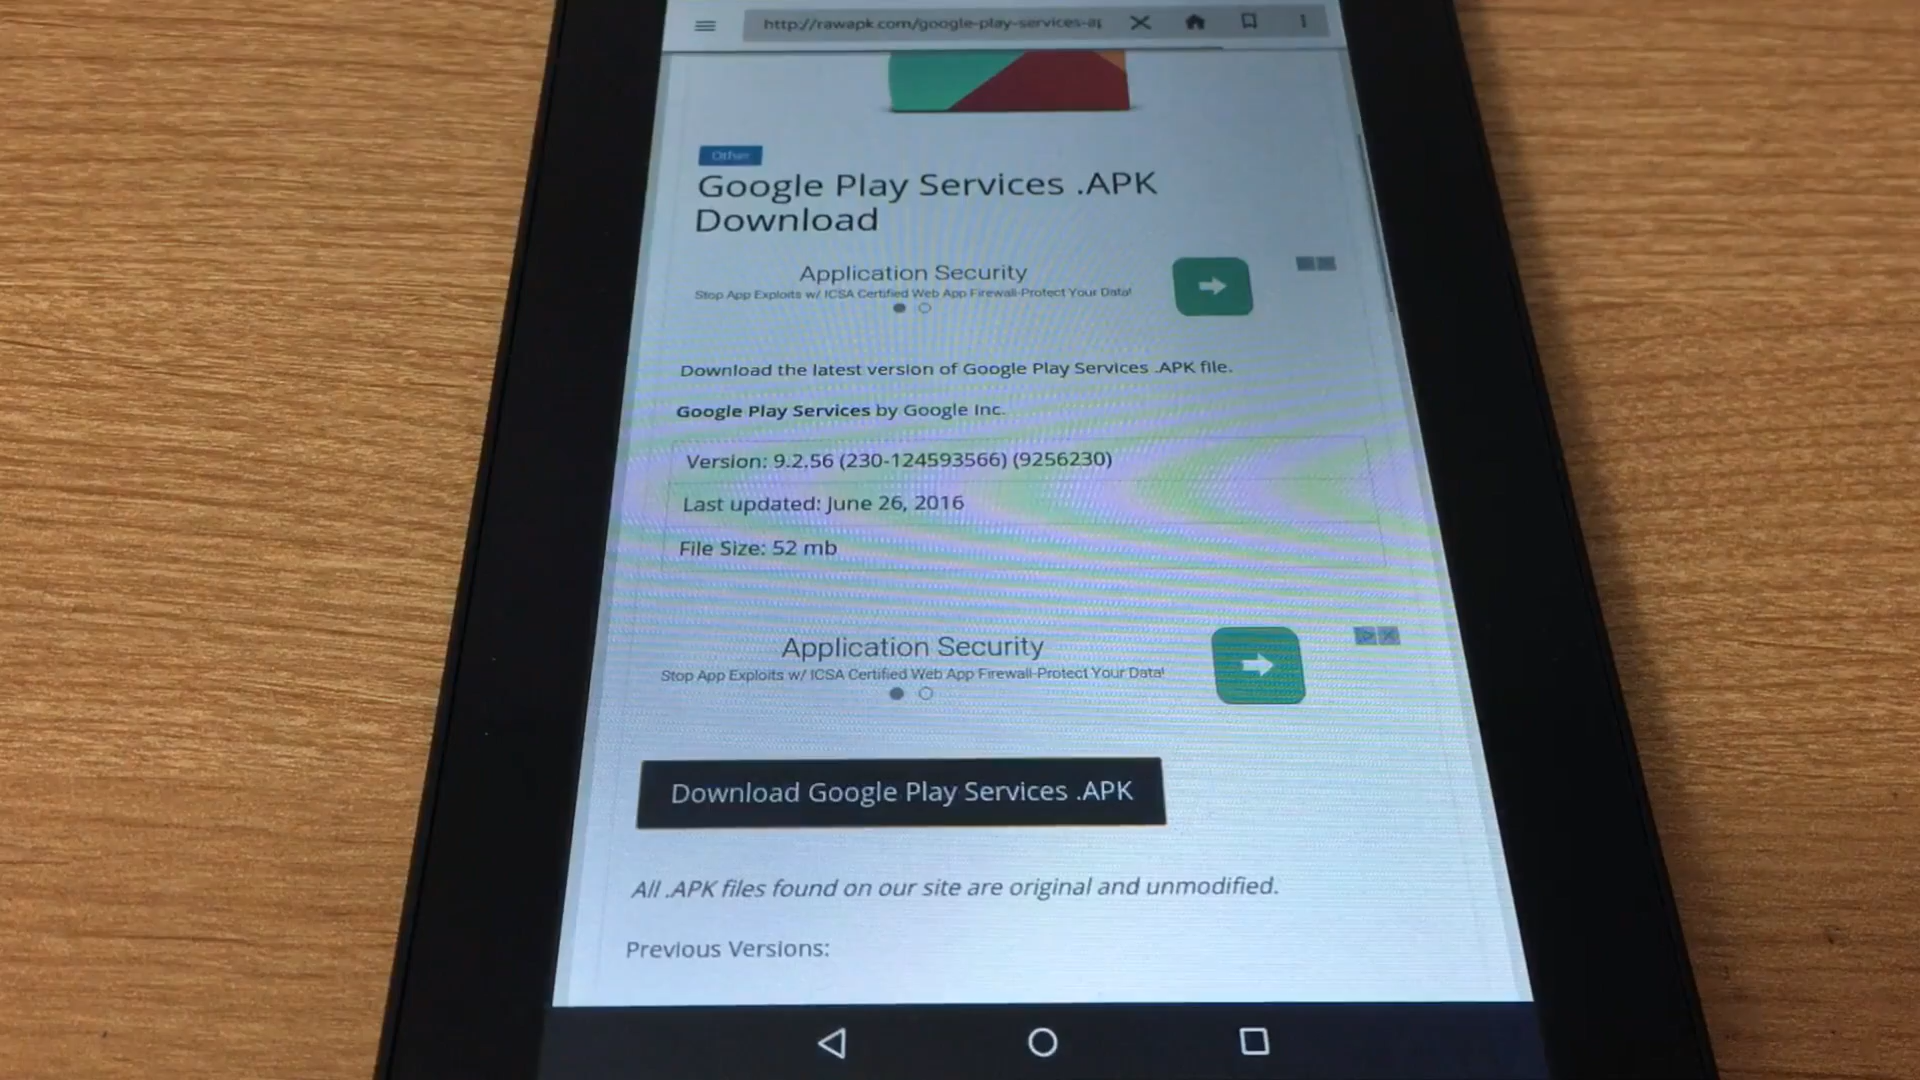 http://rawapk.com/google-play-services-ap
Other
Google Play Services .APK
Download
Application Security
Stop App Exploits w/ ICSA Certified Web App Firewall-Protect Your Data!
Download the latest version of Google Play Services .APK file.
Google Play Services by Google Inc.
Version: 9.2.56 (230-124593566) (9256230)
Last updated: June 26, 2016
File Size: 52 mb
Application Security
Stop App Exploits w/ ICSA Certified Web App Firewall-Protect Your Data!
Download Google Play Services .APK
All .APK files found on our site are original and unmodified.
Previous Versions: